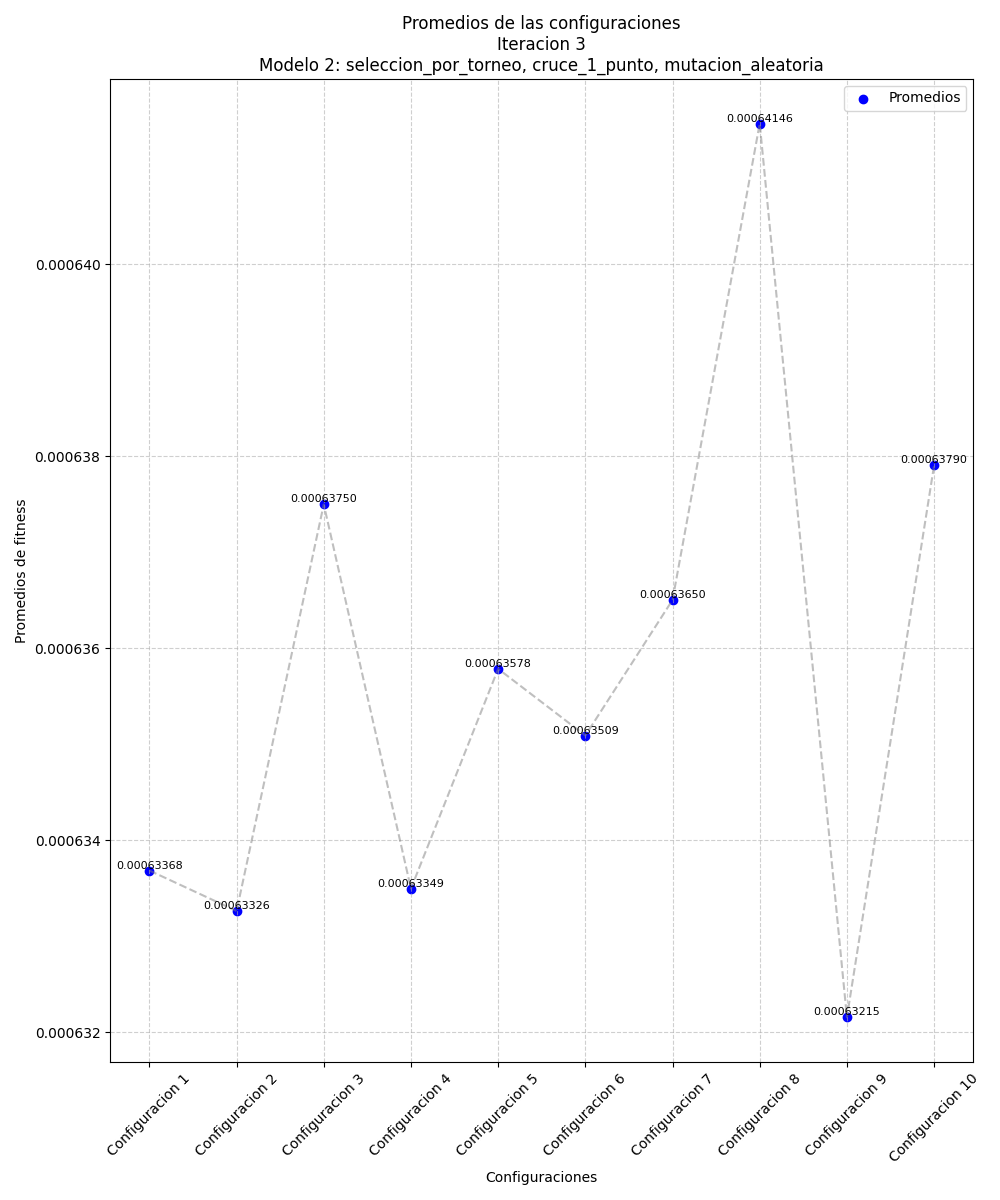 Promedios de las configuraciones
Iteracion 3
Modelo 2: seleccion_por_torneo, cruce_1_punto, mutacion_aleatoria
Promedios
0.00064146
0.000640
0.000638
0.00063790
0.00063750
0.00063650
0.000636
0.00063578
0.00063509
0.000634
0.00063368
0.00063349
0.00063326
0.00063215
0.000632
Promedios de fitness
Configuracion 1
Configuracion 2
Configuracion 3
Configuracion 4
Configuracion 5
Configuracion 6
Configuracion 7
Configuracion 8
Configuracion 9
Configuracion 10
Configuraciones